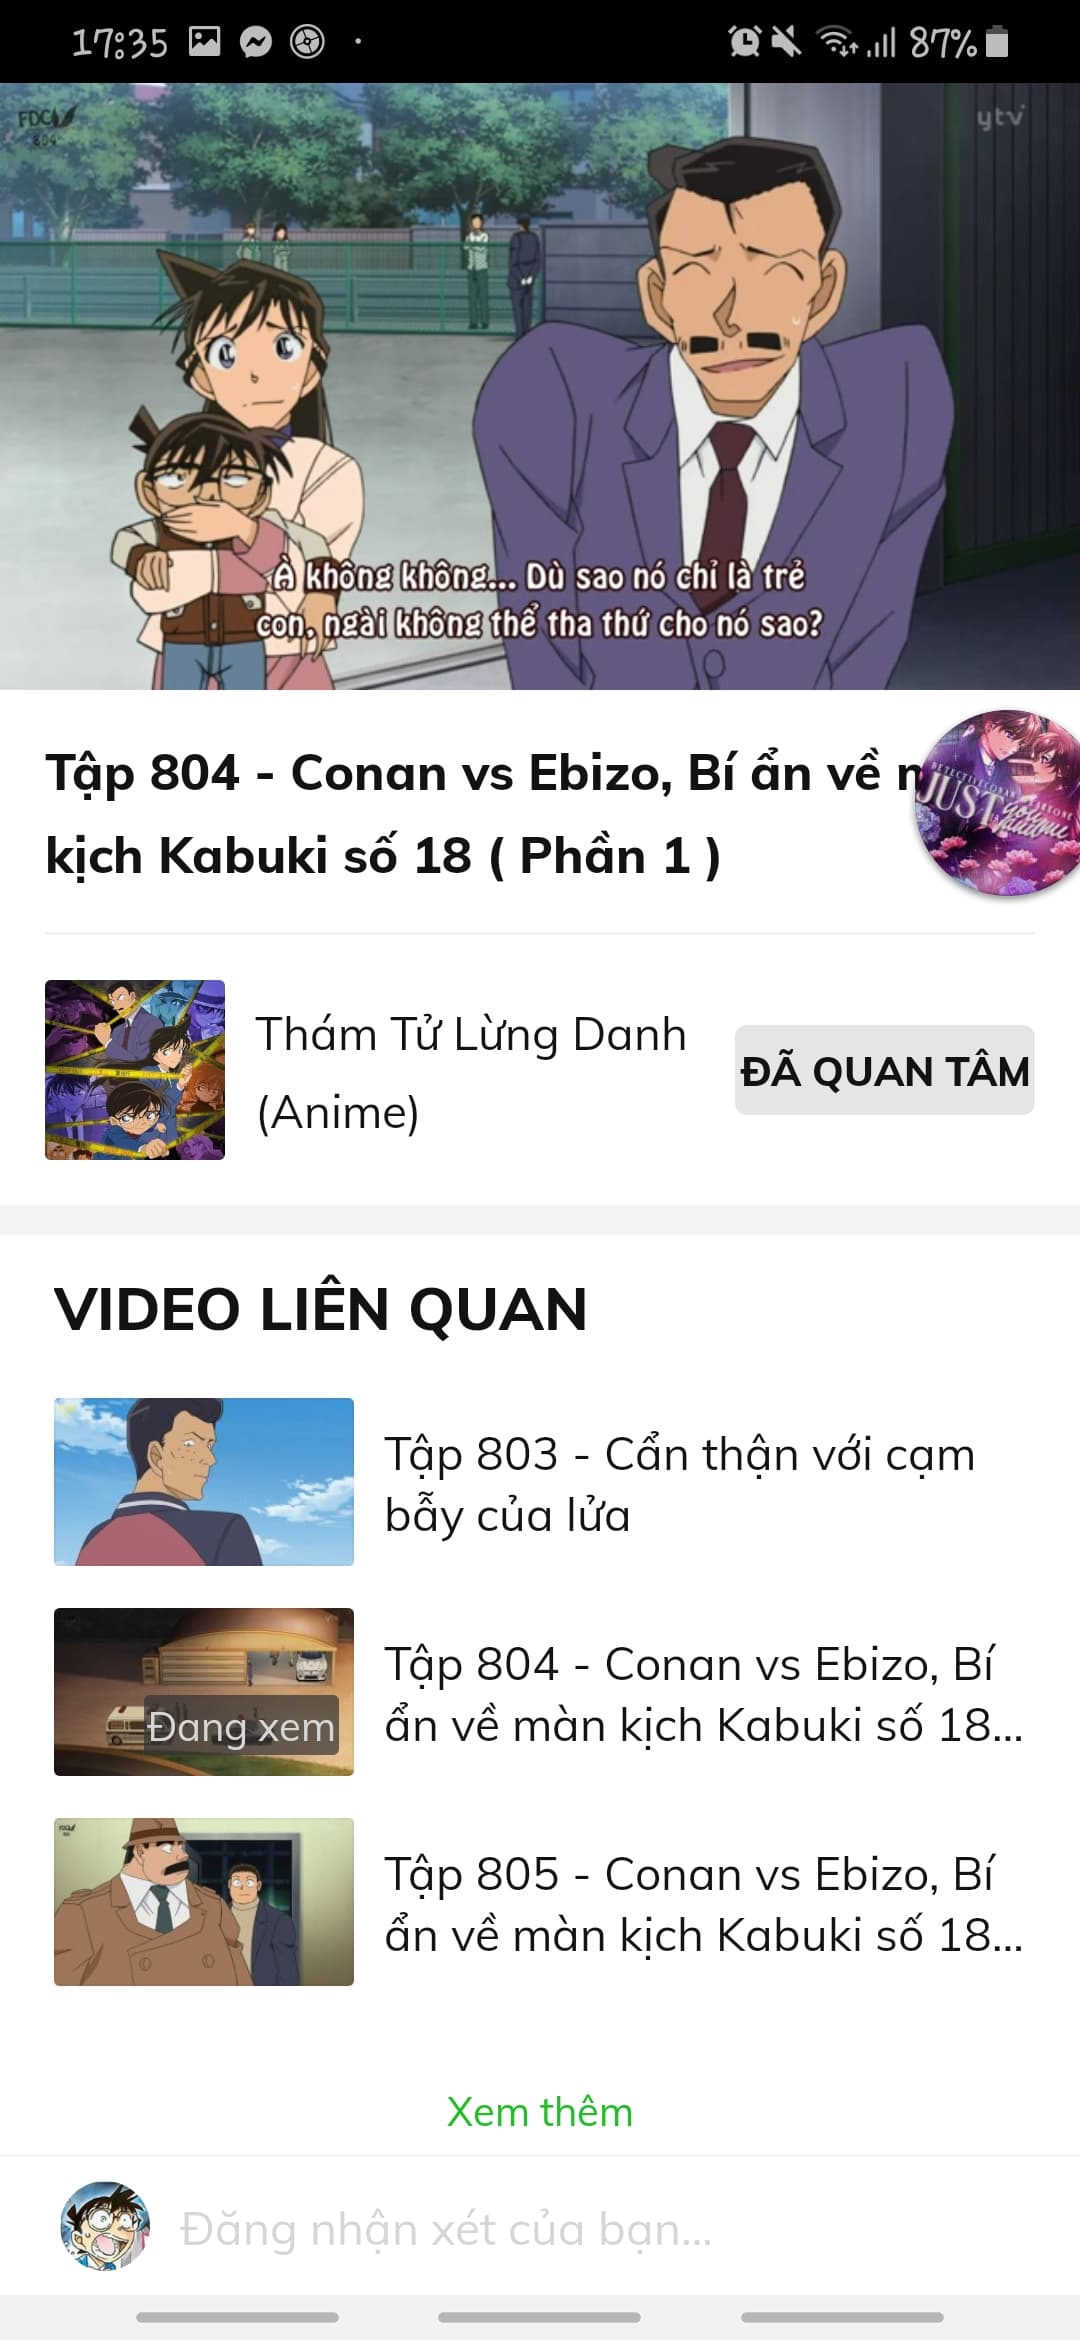 17:35
87%
FDC
804
ytv
À không không... Dù sao nó chỉ là trẻ
con, ngài không thể tha thứ cho nó sao?
Tập 804 - Conan vs Ebizo, Bí ẩn về
kịch Kabuki số 18 ( Phần 1 )
DETECTIVE CONAN
JUST
Thám Tử Lừng Danh
(Anime)
ĐÃ QUAN TÂM
VIDEO LIÊN QUAN
Tập 803 - Cẩn thận với cạm
bẫy của lửa
Tập 804 - Conan vs Ebizo, Bí
ẩn về màn kịch Kabuki số 18...
Đang xem
Tập 805 - Conan vs Ebizo, Bí
ẩn về màn kịch Kabuki số 18...
Xem thêm
Đăng nhận xét của bạn...